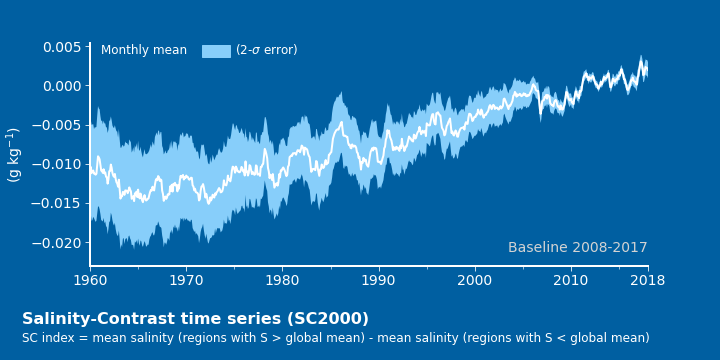 0.005
Monthly mean (2-σ error)
0.000
−0.005
(g kg⁻¹)
−0.010
−0.015
−0.020
Baseline 2008-2017
1960 1970 1980 1990 2000 2010 2018
Salinity-Contrast time series (SC2000)
SC index = mean salinity (regions with S > global mean) - mean salinity (regions with S < global mean)